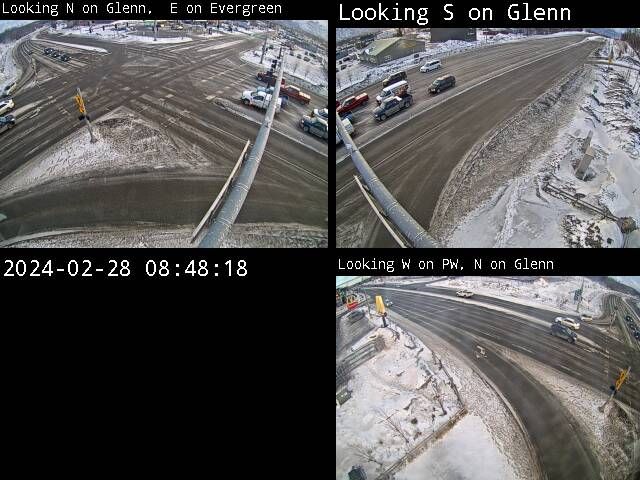 Looking N on Glenn,  E on Evergreen
Looking S on Glenn
2024-02-28 08:48:18
Looking W on PW, N on Glenn